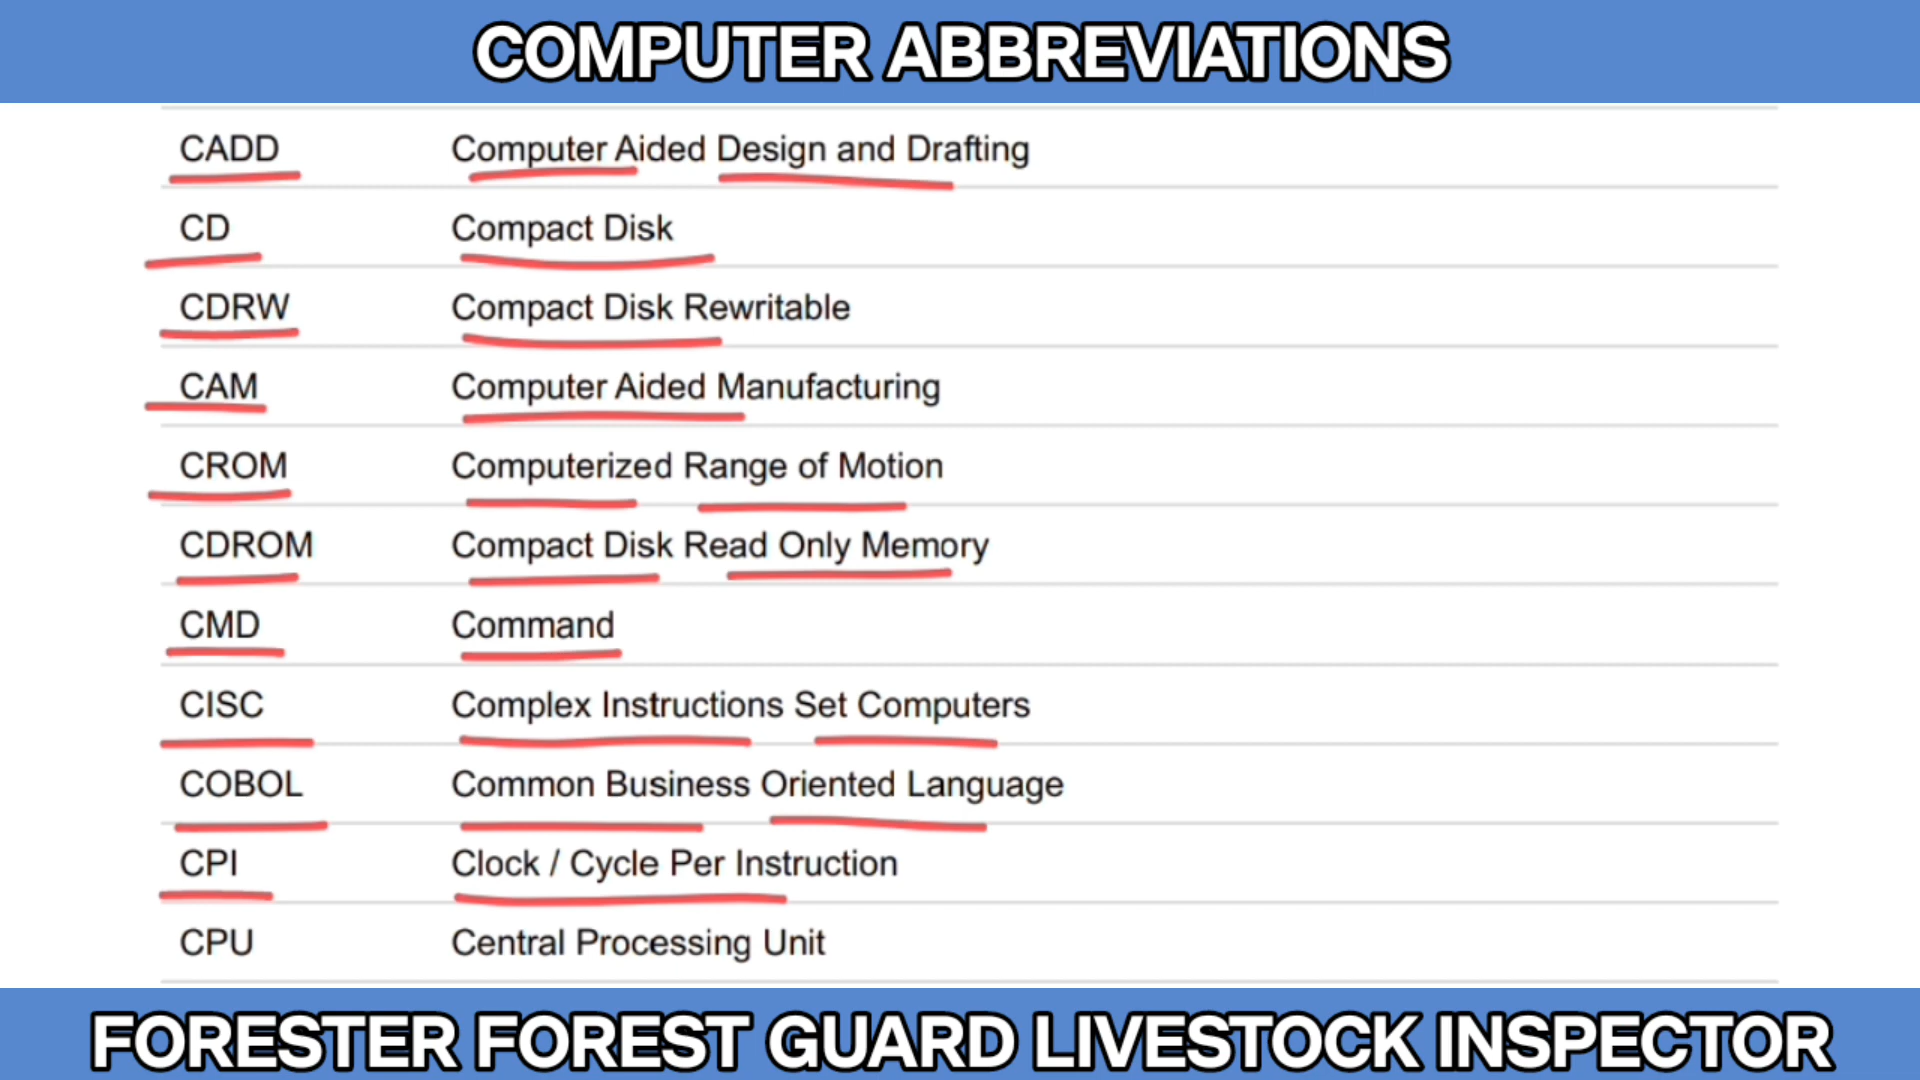 COMPUTER ABBREVIATIONS
CADD Computer Aided Design and Drafting
CD Compact Disk
CDRW Compact Disk Rewritable
CAM Computer Aided Manufacturing
CROM Computerized Range of Motion
CDROM Compact Disk Read Only Memory
CMD Command
CISC Complex Instructions Set Computers
COBOL Common Business Oriented Language
CPI Clock / Cycle Per Instruction
CPU Central Processing Unit
FORESTER FOREST GUARD LIVESTOCK INSPECTOR